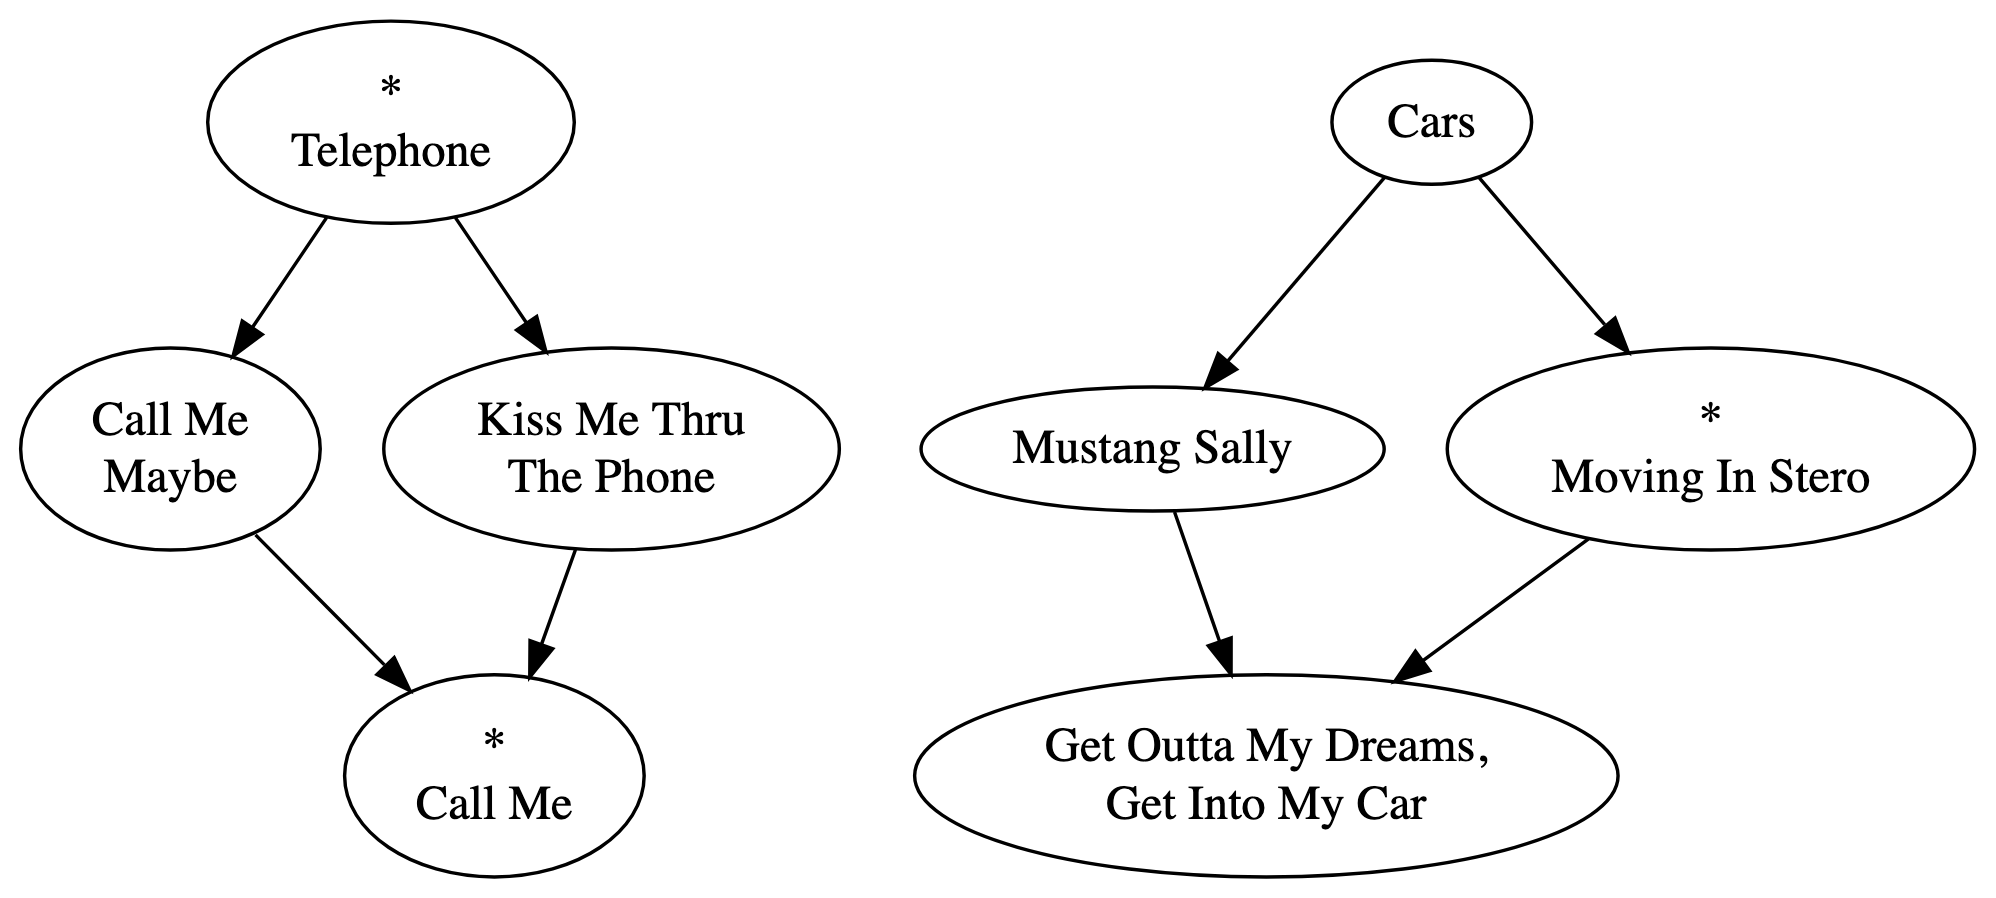 *
Telephone
Cars
Call Me
Maybe
Kiss Me Thru
The Phone
Mustang Sally
*
Moving In Stero
*
Call Me
Get Outta My Dreams,
Get Into My Car